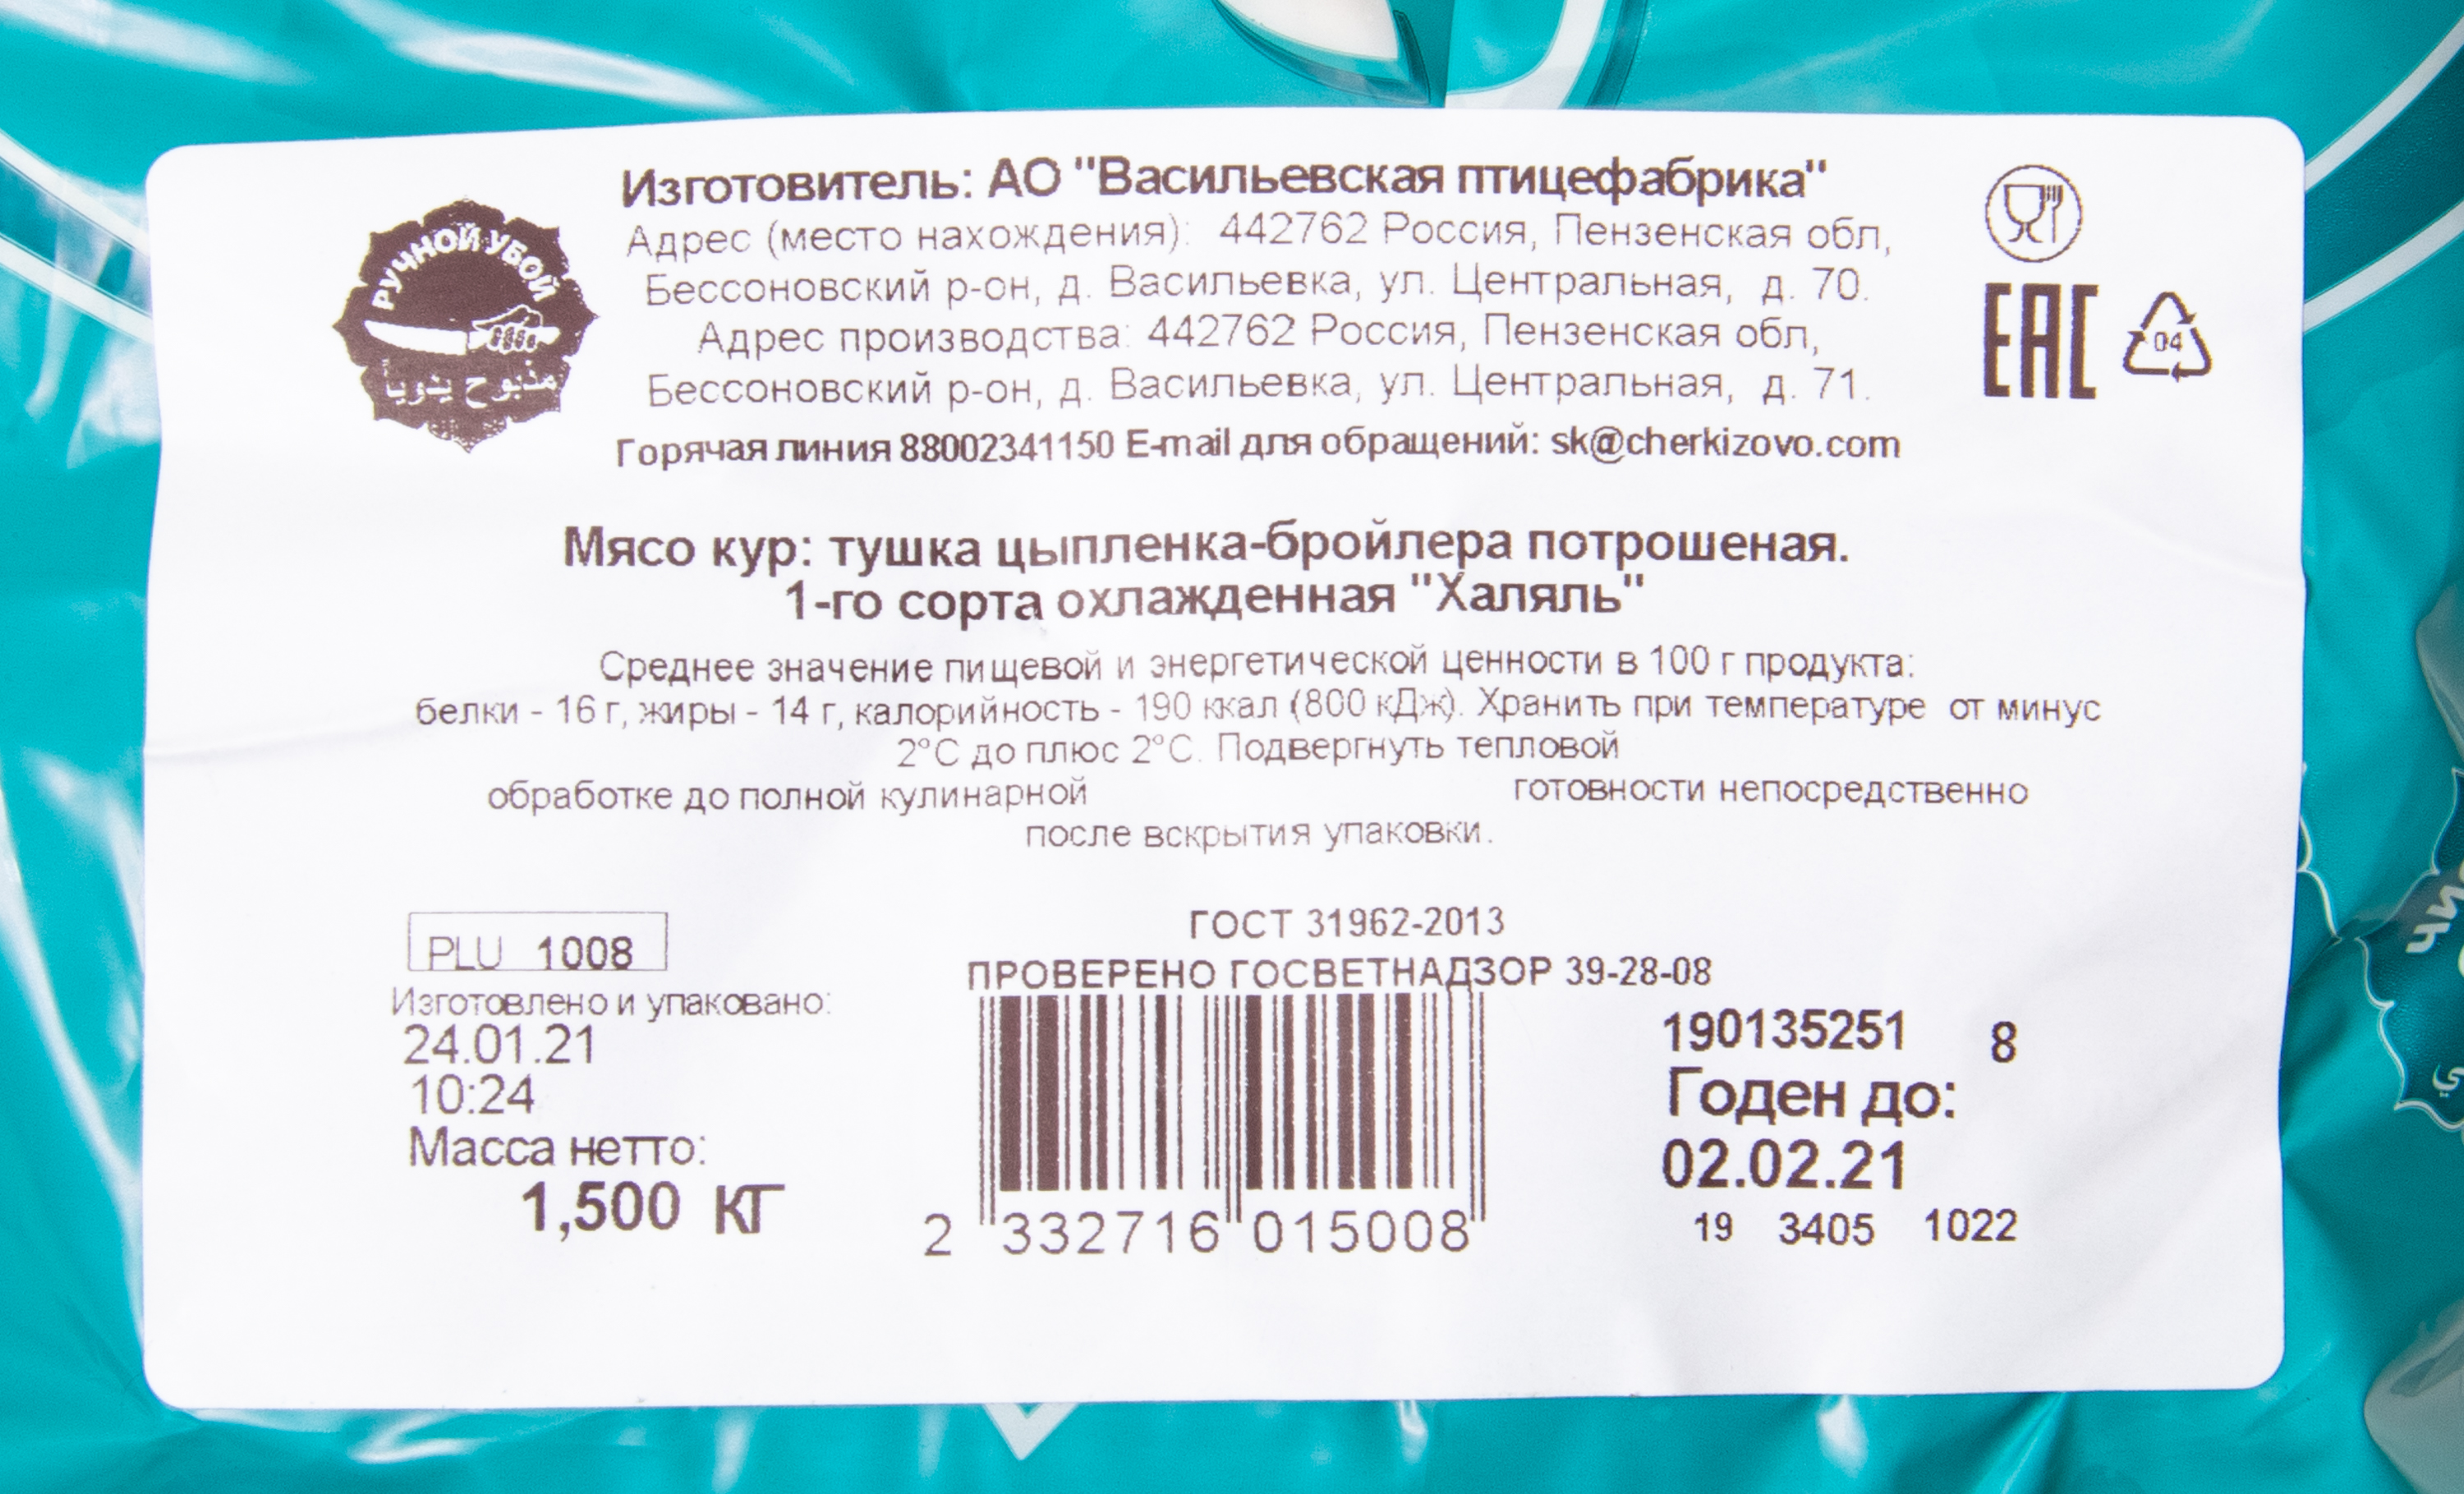 РУЧНОЙ УБОЙ
مذبوح يدوياً
Изготовитель: АО "Васильевская птицефабрика"
Адрес (место нахождения): 442762 Россия, Пензенская обл,
Бессоновский р-он, д. Васильевка, ул. Центральная, д. 70.
Адрес производства: 442762 Россия, Пензенская обл,
Бессоновский р-он, д. Васильевка, ул. Центральная, д. 71.
Горячая линия 88002341150 E-mail для обращений: sk@cherkizovo.com
EAC
04
Мясо кур: тушка цыпленка-бройлера потрошеная.
1-го сорта охлажденная "Халяль"
Среднее значение пищевой и энергетической ценности в 100 г продукта:
белки - 16 г, жиры - 14 г, калорийность - 190 ккал (800 кДж). Хранить при температуре от минус
2°С до плюс 2°С. Подвергнуть тепловой
обработке до полной кулинарной готовности непосредственно
после вскрытия упаковки.
ГОСТ 31962-2013
ПРОВЕРЕНО ГОСВЕТНАДЗОР 39-28-08
PLU 1008
Изготовлено и упаковано:
24.01.21
10:24
Масса нетто:
1,500 КГ
2 332716 015008
190135251 8
Годен до:
02.02.21
19 3405 1022